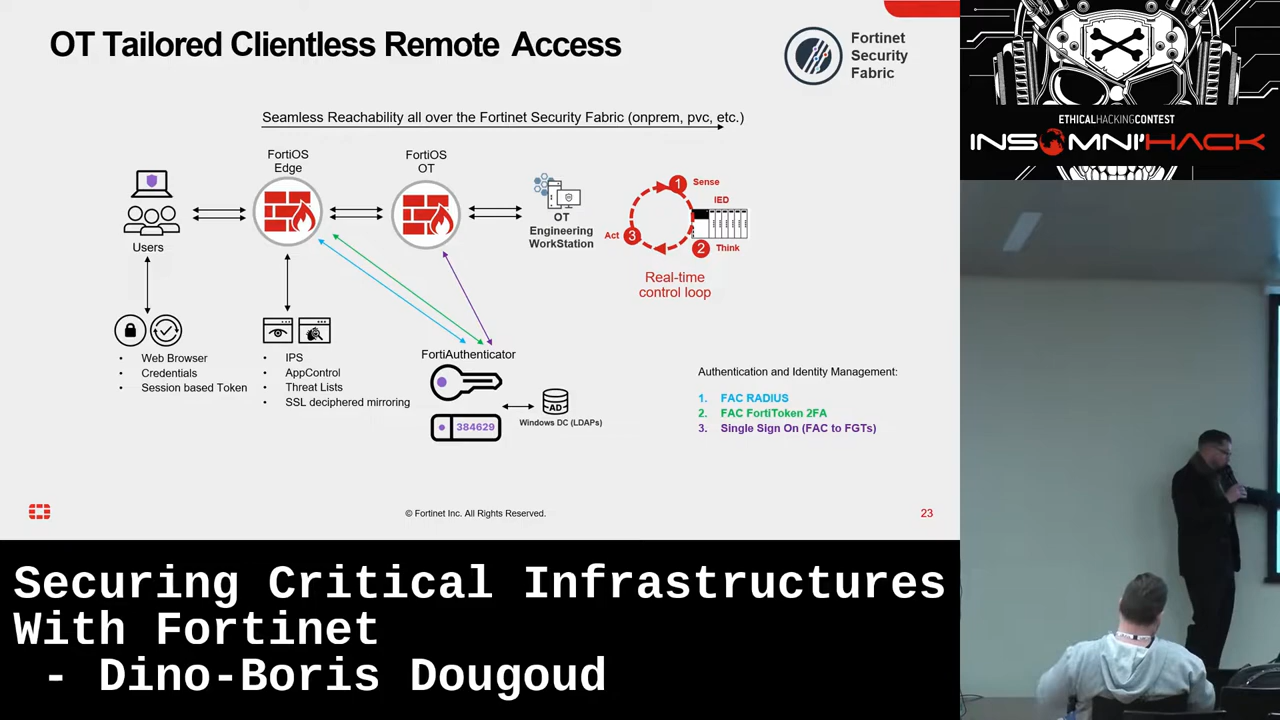 OT Tailored Clientless Remote Access
Fortinet
Security
Fabric
ETHICALHACKINGCONTEST
INSOMNI'HACK
Seamless Reachability all over the Fortinet Security Fabric (onprem, pvc, etc.)
FortiOS
Edge
FortiOS
OT
Users
OT
Engineering
WorkStation
1
Sense
IED
Act
3
2
Think
Real-time
control loop
• Web Browser
• Credentials
• Session based Token
• IPS
• AppControl
• Threat Lists
• SSL deciphered mirroring
FortiAuthenticator
384629
AD
Windows DC (LDAPs)
Authentication and Identity Management:
1. FAC RADIUS
2. FAC FortiToken 2FA
3. Single Sign On (FAC to FGTs)
© Fortinet Inc. All Rights Reserved.
23
Securing Critical Infrastructures
With Fortinet
- Dino-Boris Dougoud